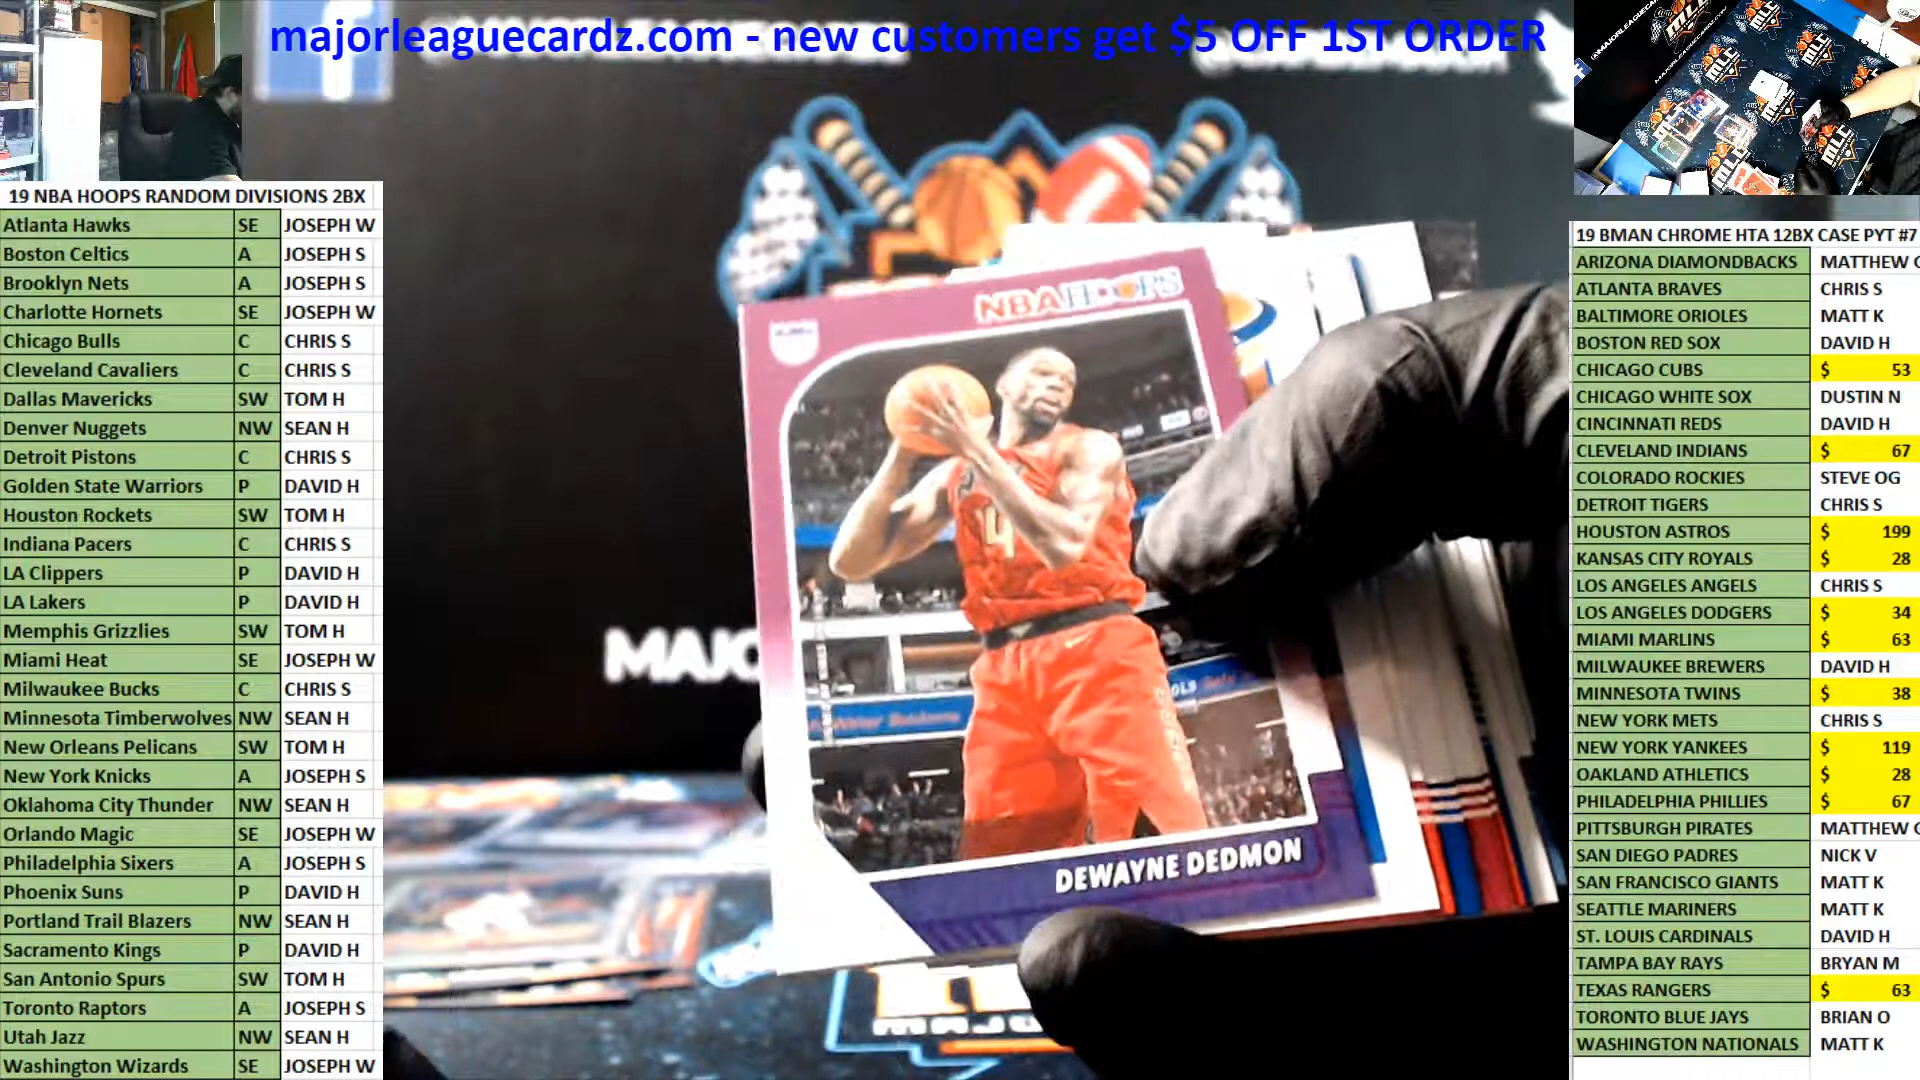 majorleaguecardz.com - new customers get $5 OFF 1ST ORDER
19 NBA HOOPS RANDOM DIVISIONS 2BX
Atlanta Hawks SE JOSEPH W
Boston Celtics A JOSEPH S
Brooklyn Nets A JOSEPH S
Charlotte Hornets SE JOSEPH W
Chicago Bulls C CHRIS S
Cleveland Cavaliers C CHRIS S
Dallas Mavericks SW TOM H
Denver Nuggets NW SEAN H
Detroit Pistons C CHRIS S
Golden State Warriors P DAVID H
Houston Rockets SW TOM H
Indiana Pacers C CHRIS S
LA Clippers P DAVID H
LA Lakers P DAVID H
Memphis Grizzlies SW TOM H
Miami Heat SE JOSEPH W
Milwaukee Bucks C CHRIS S
Minnesota Timberwolves NW SEAN H
New Orleans Pelicans SW TOM H
New York Knicks A JOSEPH S
Oklahoma City Thunder NW SEAN H
Orlando Magic SE JOSEPH W
Philadelphia Sixers A JOSEPH S
Phoenix Suns P DAVID H
Portland Trail Blazers NW SEAN H
Sacramento Kings P DAVID H
San Antonio Spurs SW TOM H
Toronto Raptors A JOSEPH S
Utah Jazz NW SEAN H
Washington Wizards SE JOSEPH W
NBA HOOPS
4
DEWAYNE DEDMON
19 BMAN CHROME HTA 12BX CASE PYT #7
ARIZONA DIAMONDBACKS MATTHEW
ATLANTA BRAVES CHRIS S
BALTIMORE ORIOLES MATT K
BOSTON RED SOX DAVID H
CHICAGO CUBS $ 53
CHICAGO WHITE SOX DUSTIN N
CINCINNATI REDS DAVID H
CLEVELAND INDIANS $ 67
COLORADO ROCKIES STEVE OG
DETROIT TIGERS CHRIS S
HOUSTON ASTROS $ 199
KANSAS CITY ROYALS $ 28
LOS ANGELES ANGELS CHRIS S
LOS ANGELES DODGERS $ 34
MIAMI MARLINS $ 63
MILWAUKEE BREWERS DAVID H
MINNESOTA TWINS $ 38
NEW YORK METS CHRIS S
NEW YORK YANKEES $ 119
OAKLAND ATHLETICS $ 28
PHILADELPHIA PHILLIES $ 67
PITTSBURGH PIRATES MATTHEW
SAN DIEGO PADRES NICK V
SAN FRANCISCO GIANTS MATT K
SEATTLE MARINERS MATT K
ST. LOUIS CARDINALS DAVID H
TAMPA BAY RAYS BRYAN M
TEXAS RANGERS $ 63
TORONTO BLUE JAYS BRIAN O
WASHINGTON NATIONALS MATT K